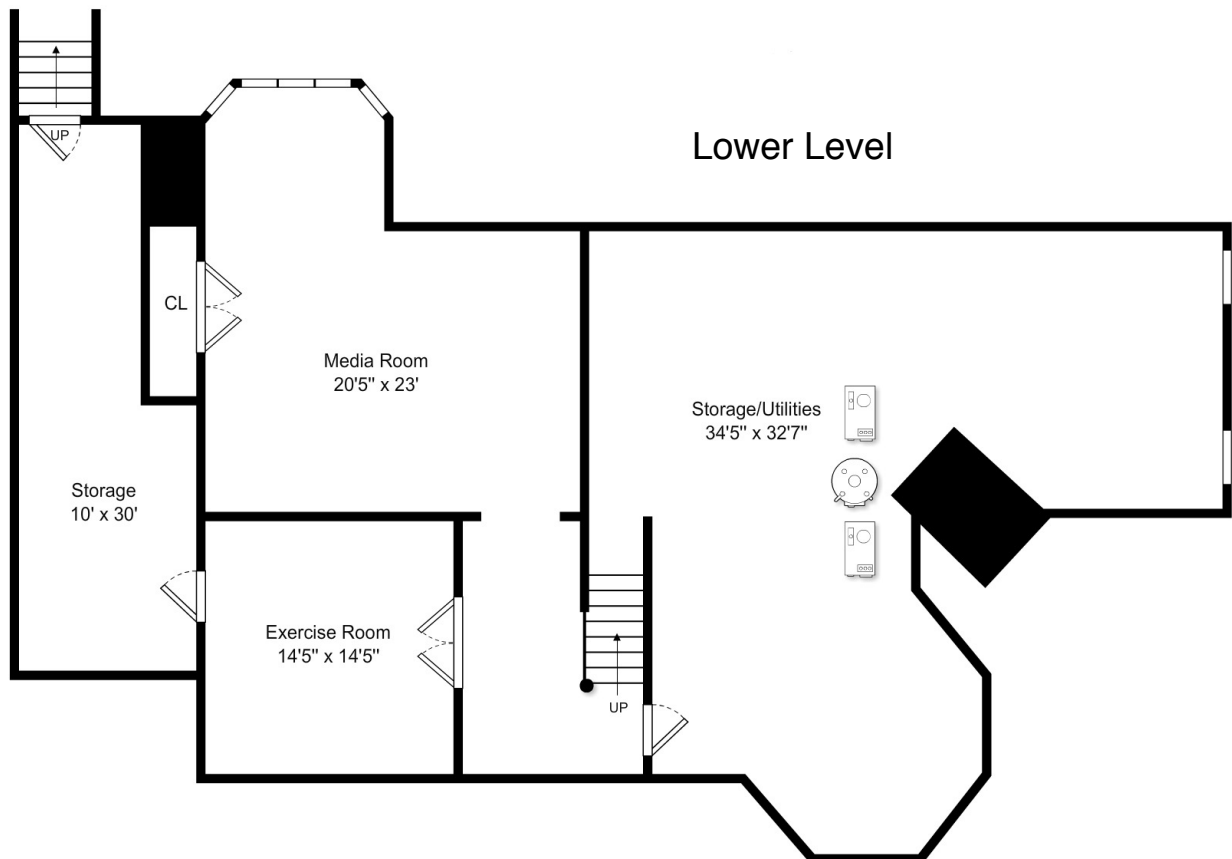 UP
Lower Level
CL
Media Room
20'5" x 23'
Storage/Utilities
34'5" x 32'7"
Storage
10' x 30'
Exercise Room
14'5" x 14'5"
UP